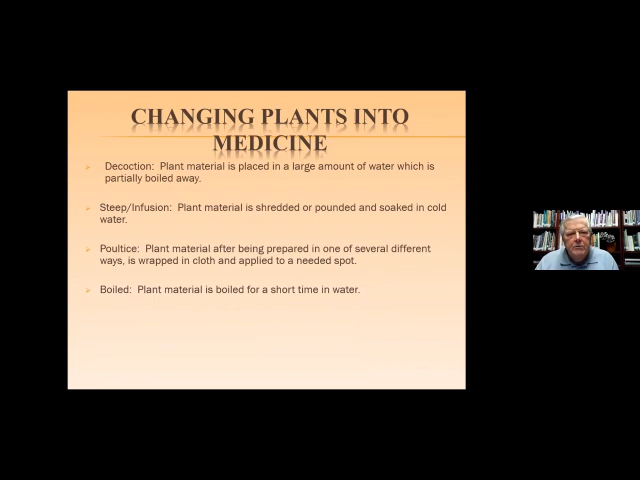 CHANGING PLANTS INTO
MEDICINE
Decoction: Plant material is placed in a large amount of water which is
partially boiled away.
Steep/Infusion: Plant material is shredded or pounded and soaked in cold
water.
Poultice: Plant material after being prepared in one of several different
ways, is wrapped in cloth and applied to a needed spot.
Boiled: Plant material is boiled for a short time in water.